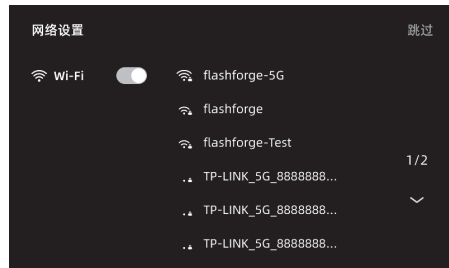 网络设置
跳过
Wi-Fi
flashforge-5G
flashforge
flashforge-Test
TP-LINK_5G_8888888...
TP-LINK_5G_8888888...
TP-LINK_5G_8888888...
1/2